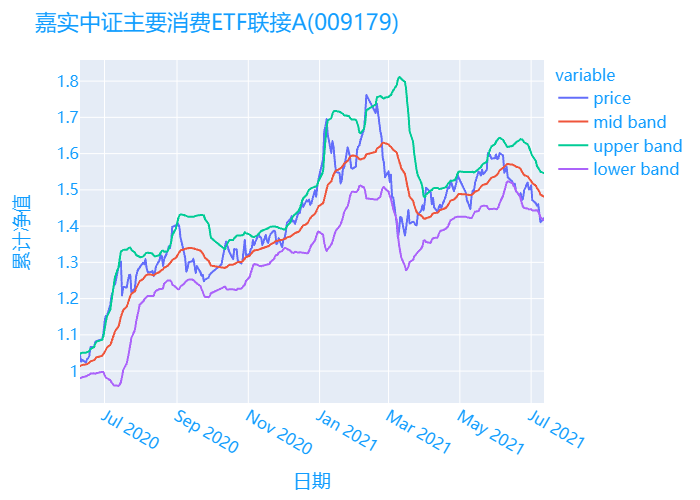 嘉实中证主要消费ETF联接A(009179)
variable
price
mid band
upper band
lower band
累计净值
1.8
1.7
1.6
1.5
1.4
1.3
1.2
1.1
1
Jul 2020
Sep 2020
Nov 2020
Jan 2021
Mar 2021
May 2021
Jul 2021
日期